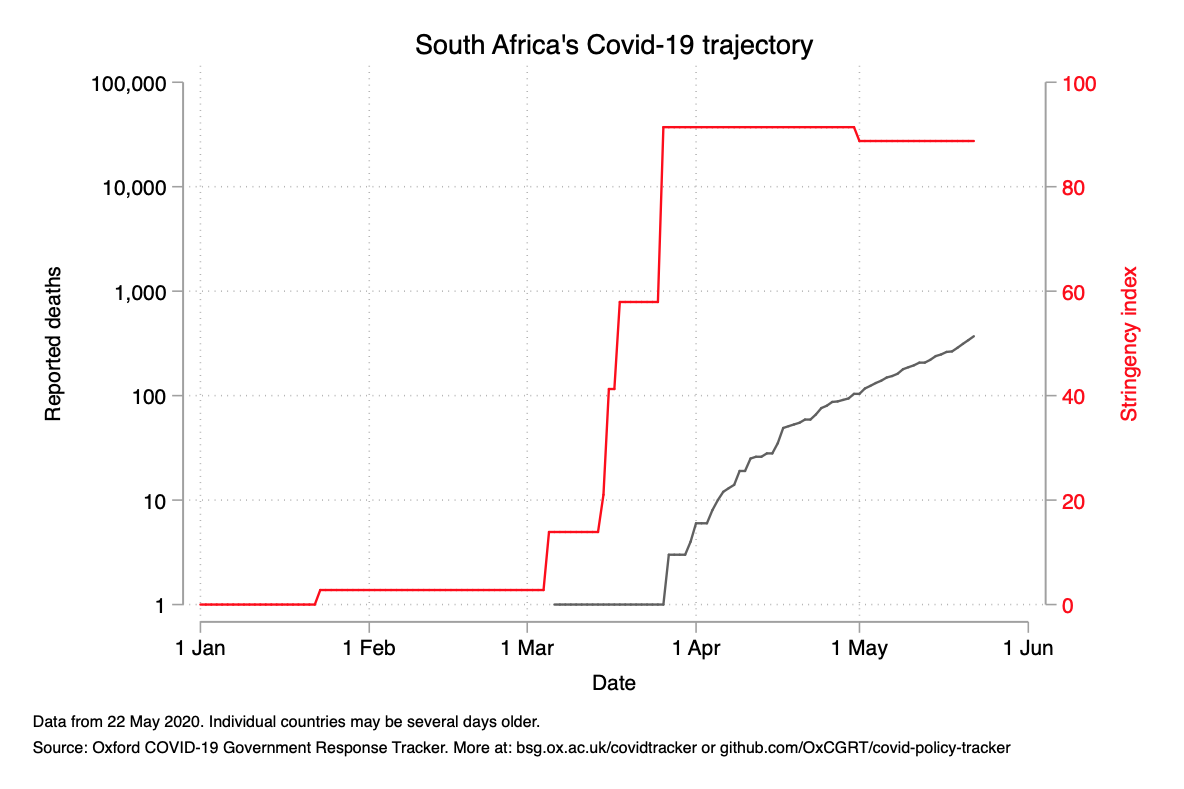 South Africa's Covid-19 trajectory
100,000
10,000
1,000
100
10
1
Reported deaths
100
80
60
40
20
0
Stringency index
1 Jan
1 Feb
1 Mar
1 Apr
1 May
1 Jun
Date
Data from 22 May 2020. Individual countries may be several days older.
Source: Oxford COVID-19 Government Response Tracker. More at: bsg.ox.ac.uk/covidtracker or github.com/OxCGRT/covid-policy-tracker